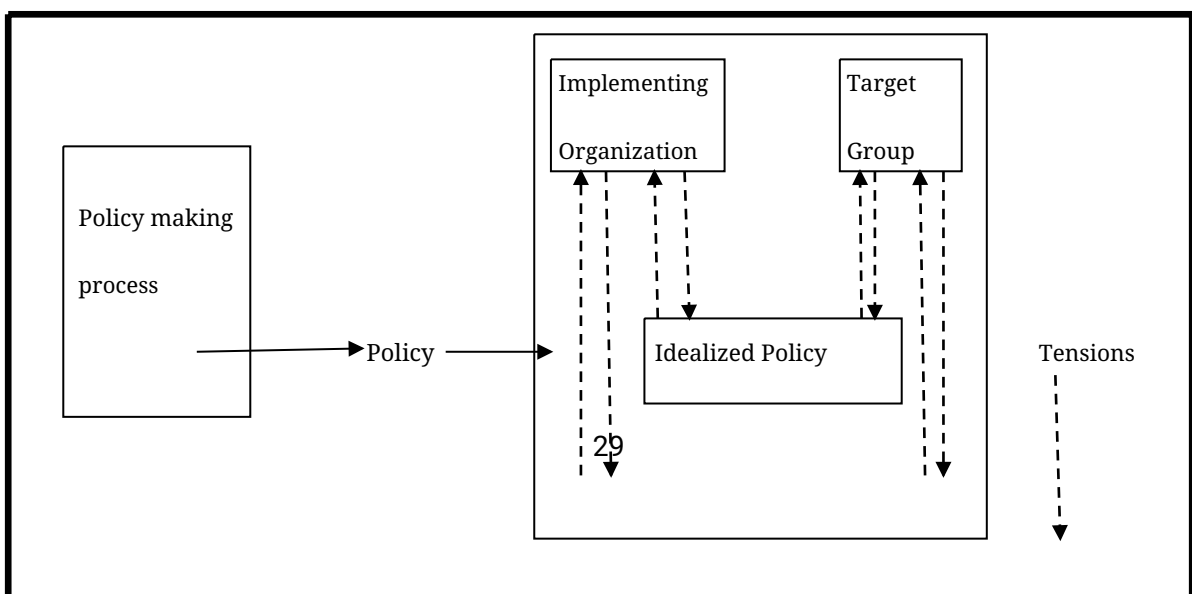 Implementing
Organization
Target
Group
Policy making
process
Policy
Idealized Policy
Tensions
29